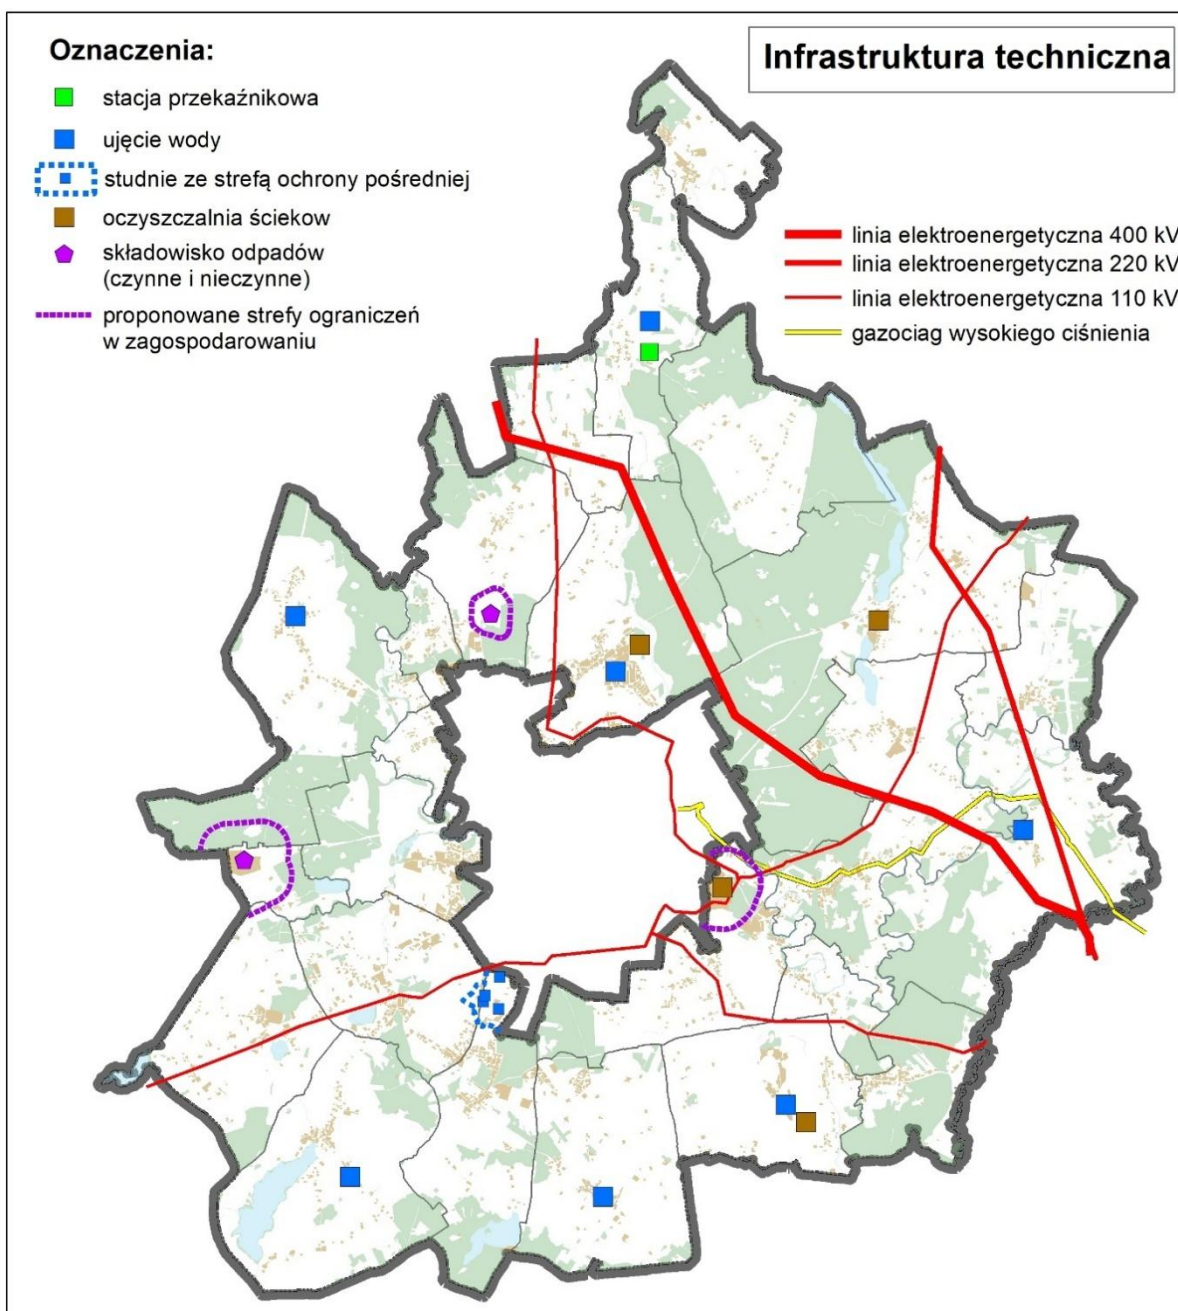 Oznaczenia:
Infrastruktura techniczna
stacja przekaźnikowa
ujęcie wody
studnie ze strefą ochrony pośredniej
oczyszczalnia ściekow
składowisko odpadów
(czynne i nieczynne)
proponowane strefy ograniczeń
w zagospodarowaniu
linia elektroenergetyczna 400 kV
linia elektroenergetyczna 220 kV
linia elektroenergetyczna 110 kV
gazociag wysokiego ciśnienia